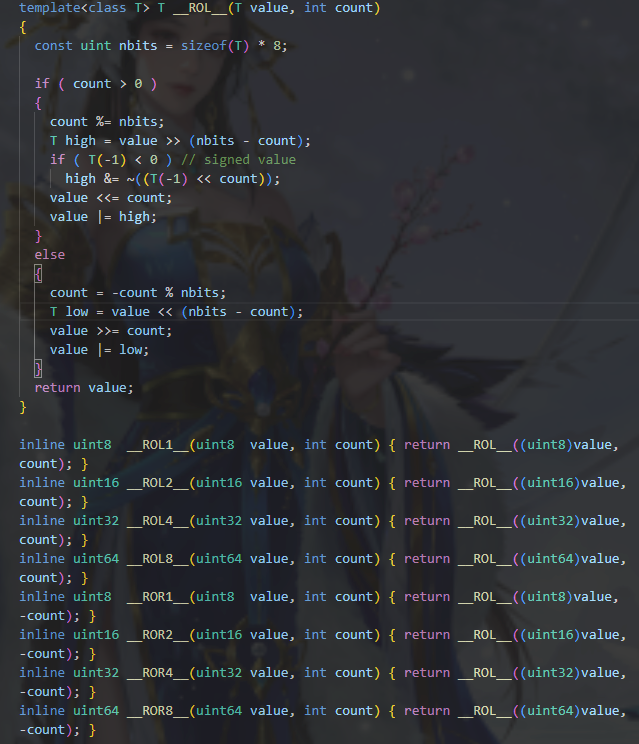 template<class T> T __ROL__(T value, int count)
{
  const uint nbits = sizeof(T) * 8;

  if ( count > 0 )
  {
    count %= nbits;
    T high = value >> (nbits - count);
    if ( T(-1) < 0 ) // signed value
      high &= ~((T(-1) << count));
    value <<= count;
    value |= high;
  }
  else
  {
    count = -count % nbits;
    T low = value << (nbits - count);
    value >>= count;
    value |= low;
  }
  return value;
}

inline uint8  __ROL1__(uint8  value, int count) { return __ROL__((uint8)value,
count); }
inline uint16 __ROL2__(uint16 value, int count) { return __ROL__((uint16)value,
count); }
inline uint32 __ROL4__(uint32 value, int count) { return __ROL__((uint32)value,
count); }
inline uint64 __ROL8__(uint64 value, int count) { return __ROL__((uint64)value,
count); }
inline uint8  __ROR1__(uint8  value, int count) { return __ROL__((uint8)value,
-count); }
inline uint16 __ROR2__(uint16 value, int count) { return __ROL__((uint16)value,
-count); }
inline uint32 __ROR4__(uint32 value, int count) { return __ROL__((uint32)value,
-count); }
inline uint64 __ROR8__(uint64 value, int count) { return __ROL__((uint64)value,
-count); }